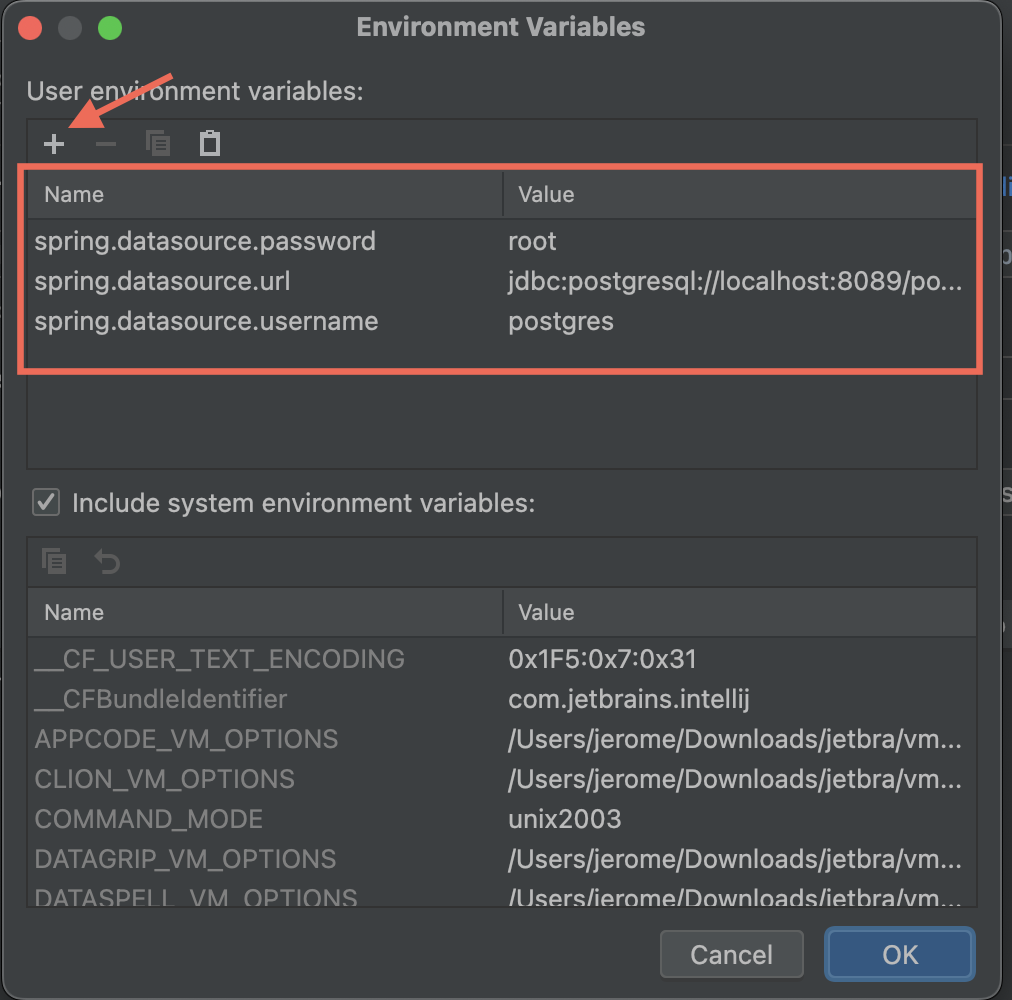 Environment Variables
User environment variables:
Name Value
spring.datasource.password root
spring.datasource.url jdbc:postgresql://localhost:8089/po...
spring.datasource.username postgres
Include system environment variables:
Name Value
__CF_USER_TEXT_ENCODING 0x1F5:0x7:0x31
__CFBundleIdentifier com.jetbrains.intellij
APPCODE_VM_OPTIONS /Users/jerome/Downloads/jetbra/vm...
CLION_VM_OPTIONS /Users/jerome/Downloads/jetbra/vm...
COMMAND_MODE unix2003
DATAGRIP_VM_OPTIONS /Users/jerome/Downloads/jetbra/vm...
DATASPELL_VM_OPTIONS /Users/jerome/Downloads/jetbra/vm...
Cancel OK